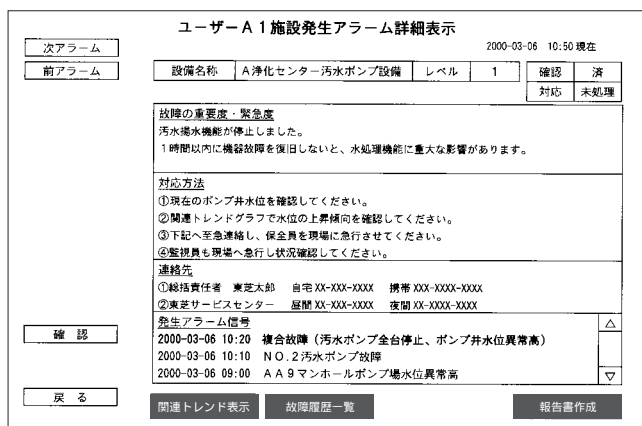 ユーザーA1施設発生アラーム詳細表示
2000-03-06 10:50 現在
次アラーム
前アラーム
設備名称 A浄化センター汚水ポンプ設備 レベル 1 確認 済
対応 未処理
故障の重要度・緊急度
汚水揚水機能が停止しました。
1時間以内に機器故障を復旧しないと、水処理機能に重大な影響があります。
対応方法
①現在のポンプ井水位を確認してください。
②関連トレンドグラフで水位の上昇傾向を確認してください。
③下記へ至急連絡し、保全員を現場に急行させてください。
④監視員も現場へ急行し状況確認してください。
連絡先
①総括責任者 東芝太郎 自宅 XX-XXX-XXXX 携帯 XXX-XXXX-XXXX
②東芝サービスセンター 昼間 XX-XXX-XXXX 夜間 XX-XXXX-XXXX
発生アラーム信号
2000-03-06 10:20 複合故障（汚水ポンプ全台停止、ポンプ井水位異常高）
2000-03-06 10:10 NO.2汚水ポンプ故障
2000-03-06 09:00 AA9マンホールポンプ場水位異常高
確認
戻る
関連トレンド表示 故障履歴一覧 報告書作成